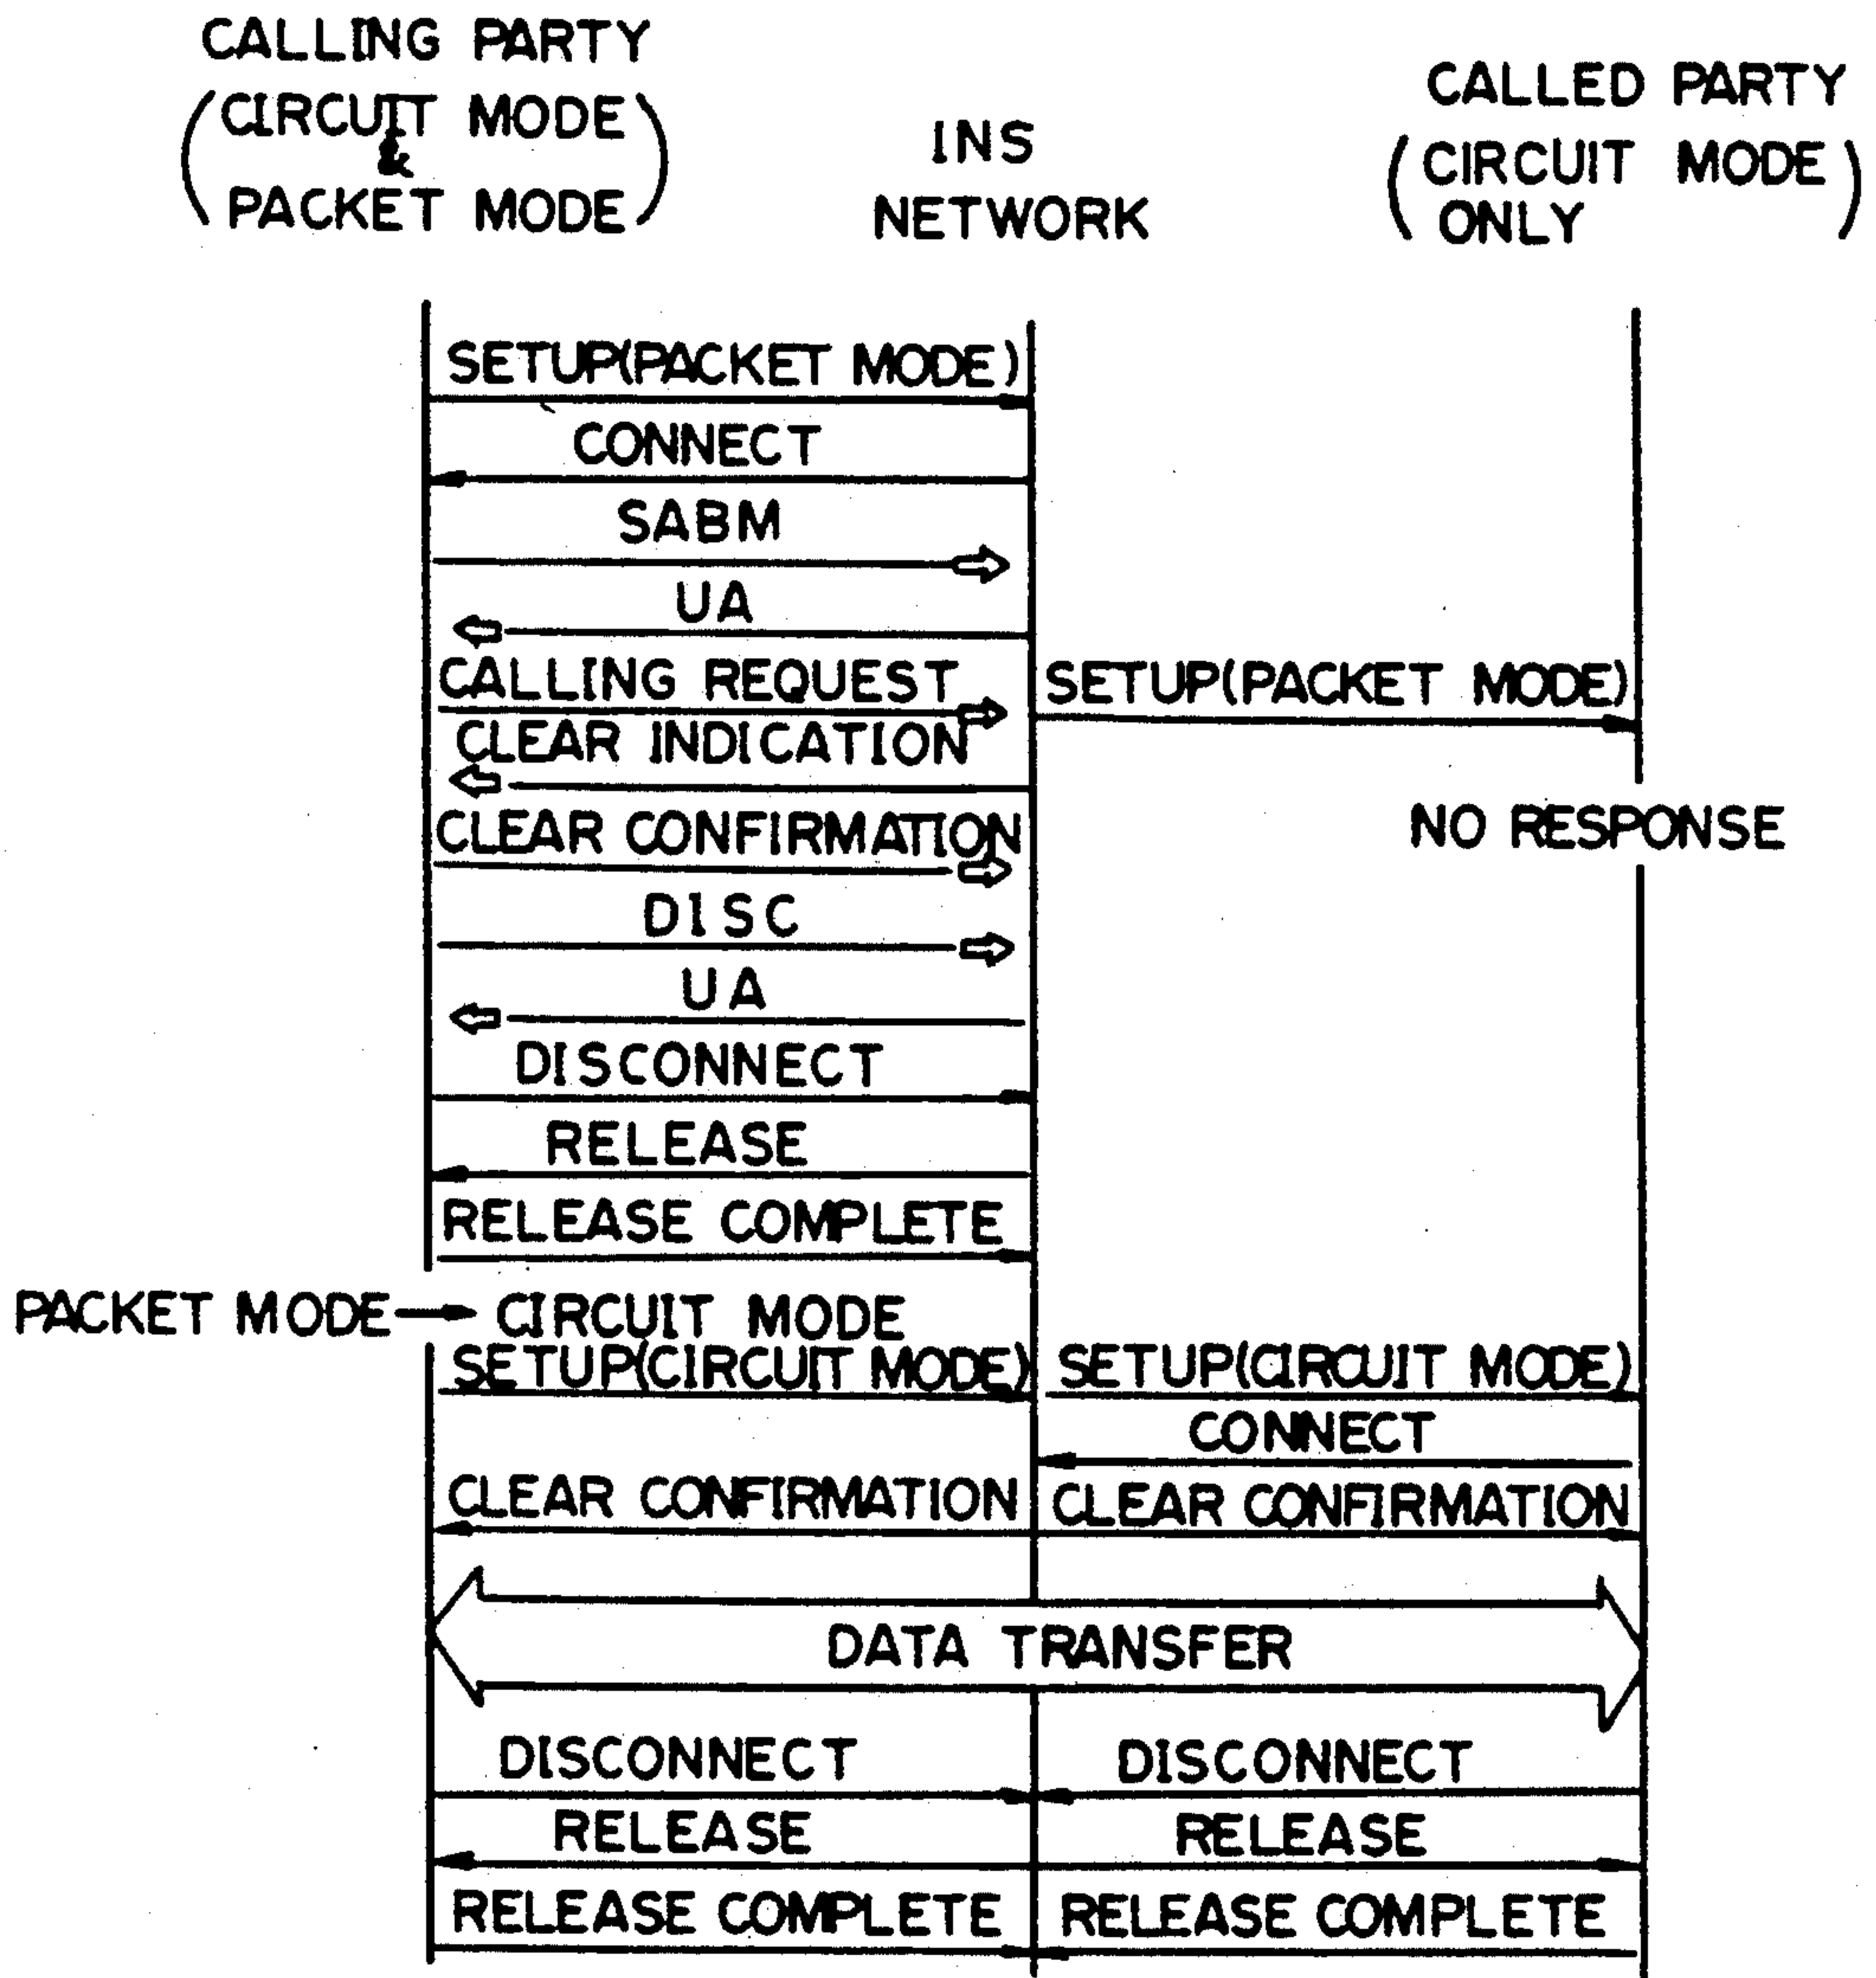 CALLING PARTY
(CIRCUIT MODE
&
PACKET MODE)
INS
NETWORK
CALLED PARTY
(CIRCUIT MODE
ONLY)
SETUP(PACKET MODE)
CONNECT
SABM
UA
CALLING REQUEST
SETUP(PACKET MODE)
CLEAR INDICATION
NO RESPONSE
CLEAR CONFIRMATION
DISC
UA
DISCONNECT
RELEASE
RELEASE COMPLETE
PACKET MODE → CIRCUIT MODE
SETUP(CIRCUIT MODE) SETUP(CIRCUIT MODE)
CONNECT
CLEAR CONFIRMATION CLEAR CONFIRMATION
DATA TRANSFER
DISCONNECT DISCONNECT
RELEASE RELEASE
RELEASE COMPLETE RELEASE COMPLETE